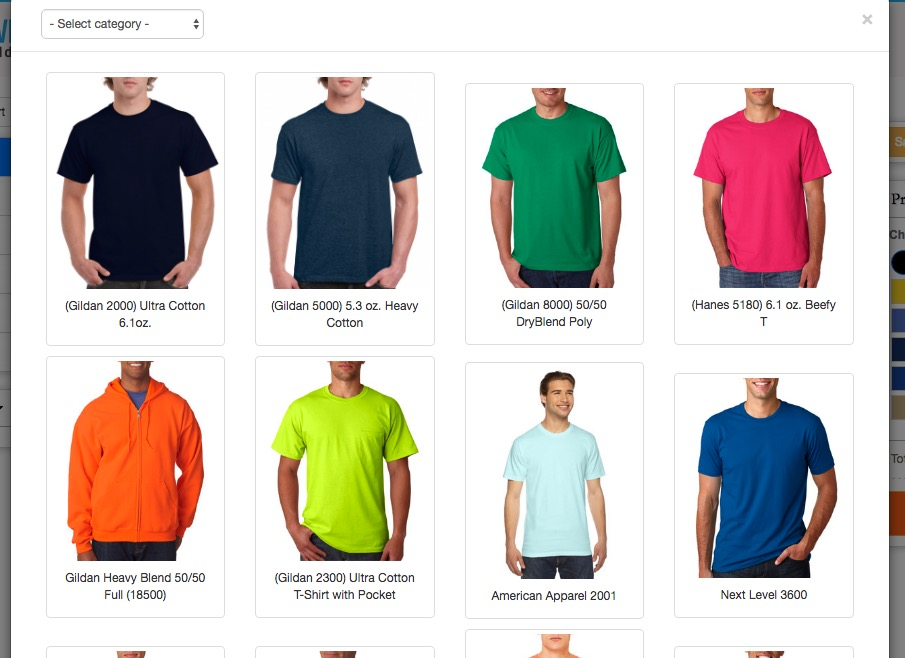 - Select category -
×
(Gildan 2000) Ultra Cotton
6.1oz.
(Gildan 5000) 5.3 oz. Heavy
Cotton
(Gildan 8000) 50/50
DryBlend Poly
(Hanes 5180) 6.1 oz. Beefy
T
Gildan Heavy Blend 50/50
Full (18500)
(Gildan 2300) Ultra Cotton
T-Shirt with Pocket
American Apparel 2001
Next Level 3600